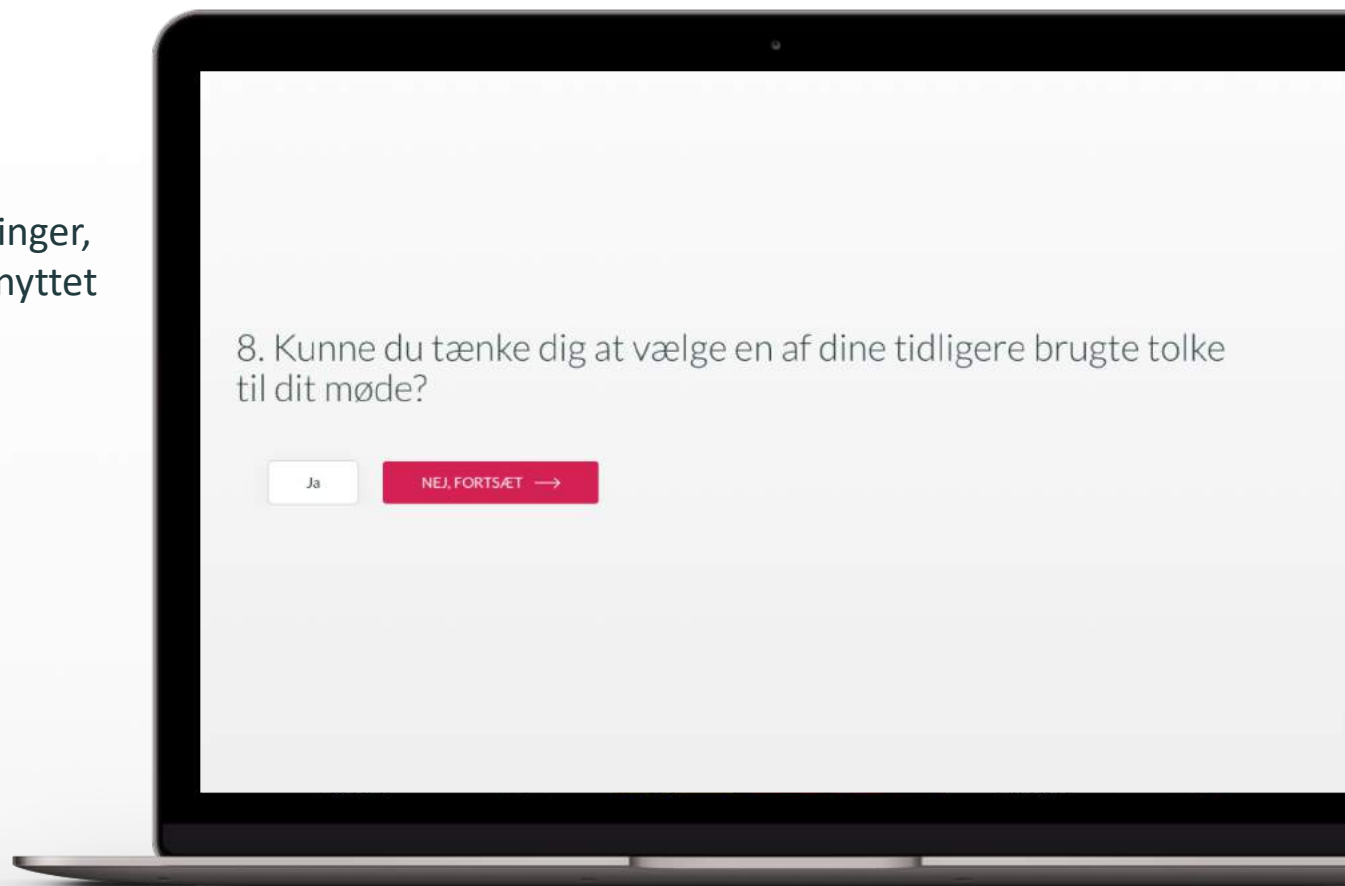 inger,
nyttet
8. Kunne du tænke dig at vælge en af dine tidligere brugte tolke
til dit møde?
Ja
NEJ, FORTSÆT →